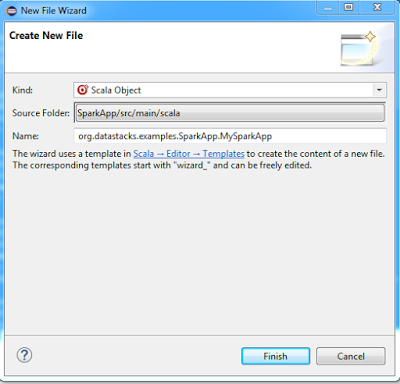 New File Wizard
Create New File
Kind: Scala Object
Source Folder: SparkApp/src/main/scala
Name: org.datastacks.examples.SparkApp.MySparkApp
The wizard uses a template in Scala → Editor → Templates to create the content of a new file.
The corresponding templates start with "wizard_" and can be freely edited.
? Finish Cancel